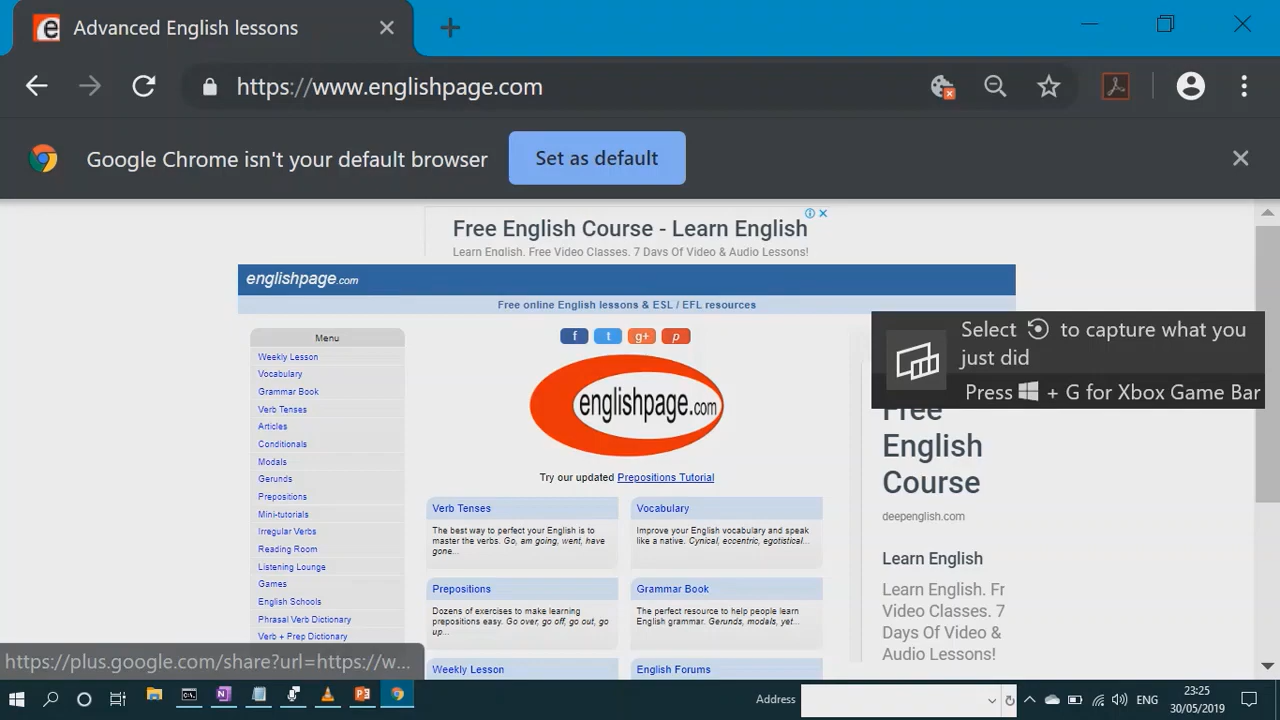 Advanced English lessons
https://www.englishpage.com
Google Chrome isn't your default browser
Set as default
Free English Course - Learn English
Learn English. Free Video Classes. 7 Days Of Video & Audio Lessons!
englishpage.com
Free online English lessons & ESL / EFL resources
Menu
Weekly Lesson
Vocabulary
Grammar Book
Verb Tenses
Articles
Conditionals
Modals
Gerunds
Prepositions
Mini-tutorials
Irregular Verbs
Reading Room
Listening Lounge
Games
English Schools
Phrasal Verb Dictionary
Verb + Prep Dictionary
f t g+ p
englishpage.com
Try our updated Prepositions Tutorial
Verb Tenses
The best way to perfect your English is to
master the verbs. Go, am going, went, have
gone...
Vocabulary
Improve your English vocabulary and speak
like a native. Cynical, eccentric, egotistical...
Prepositions
Dozens of exercises to make learning
prepositions easy. Go over, go off, go out, go
up...
Grammar Book
The perfect resource to help people learn
English grammar. Gerunds, modals, yet...
Weekly Lesson
English Forums
Select to capture what you
just did
Press + G for Xbox Game Bar
Free
English
Course
deepenglish.com
Learn English
Learn English. Fr
Video Classes. 7
Days Of Video &
Audio Lessons!
https://plus.google.com/share?url=https://w...
Address
ENG
23:25
30/05/2019